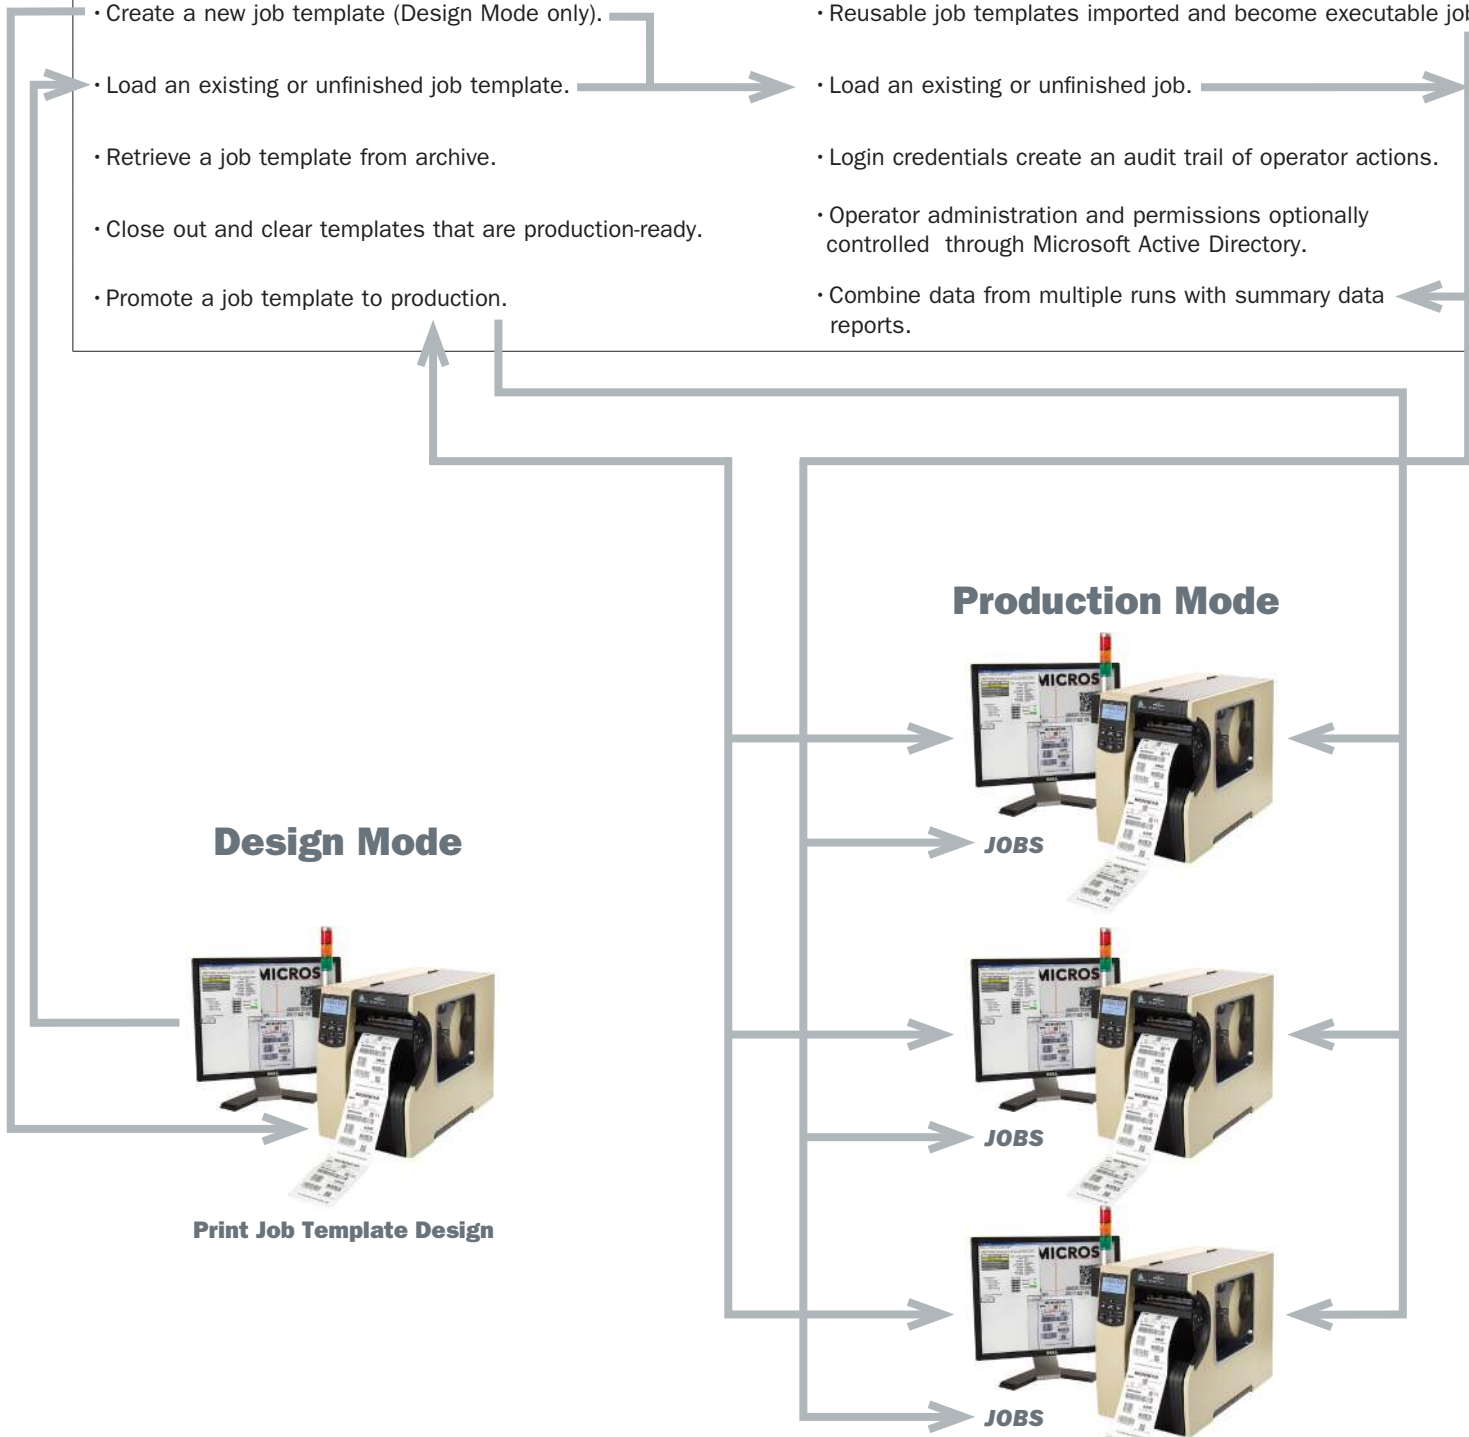 · Create a new job template (Design Mode only).
· Load an existing or unfinished job template.
· Retrieve a job template from archive.
· Close out and clear templates that are production-ready.
· Promote a job template to production.
· Reusable job templates imported and become executable
· Load an existing or unfinished job.
· Login credentials create an audit trail of operator actions.
· Operator administration and permissions optionally
controlled through Microsoft Active Directory.
· Combine data from multiple runs with summary data
reports.
Production Mode
MICROS
JOBS
Design Mode
MICROS
Print Job Template Design
MICROS
JOBS
MICROS
JOBS